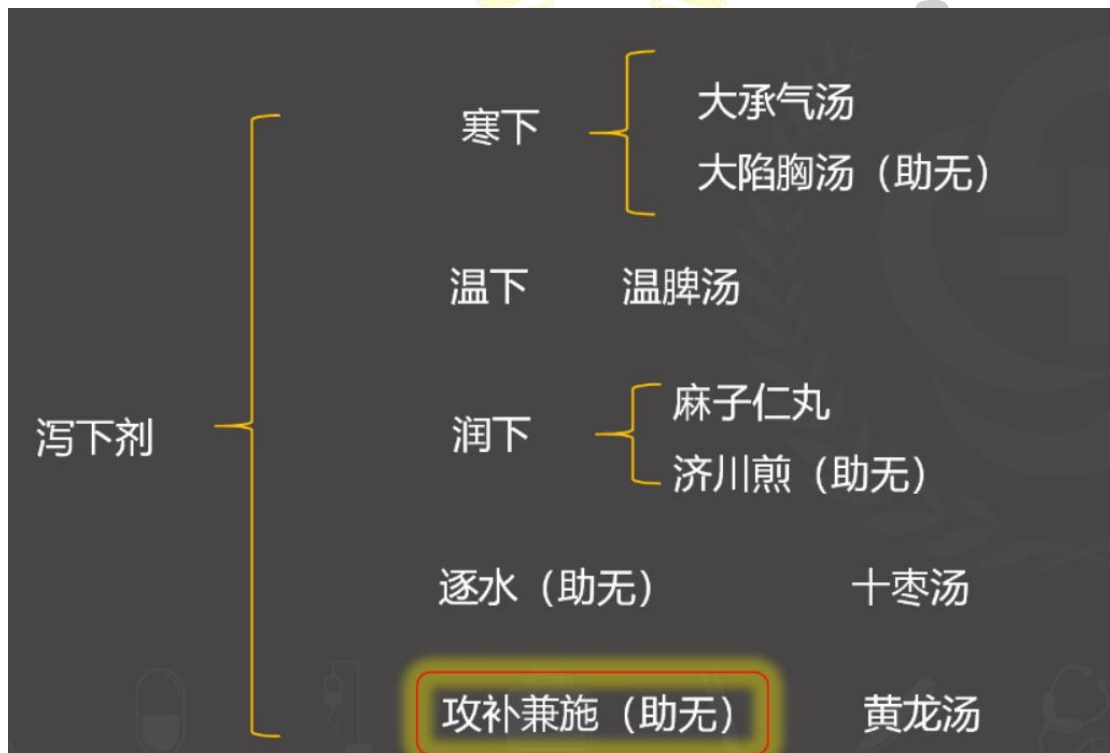 寒下
大承气汤
大陷胸汤（助无）
温下 温脾汤
泻下剂
润下
麻子仁丸
济川煎（助无）
逐水（助无） 十枣汤
攻补兼施（助无） 黄龙汤